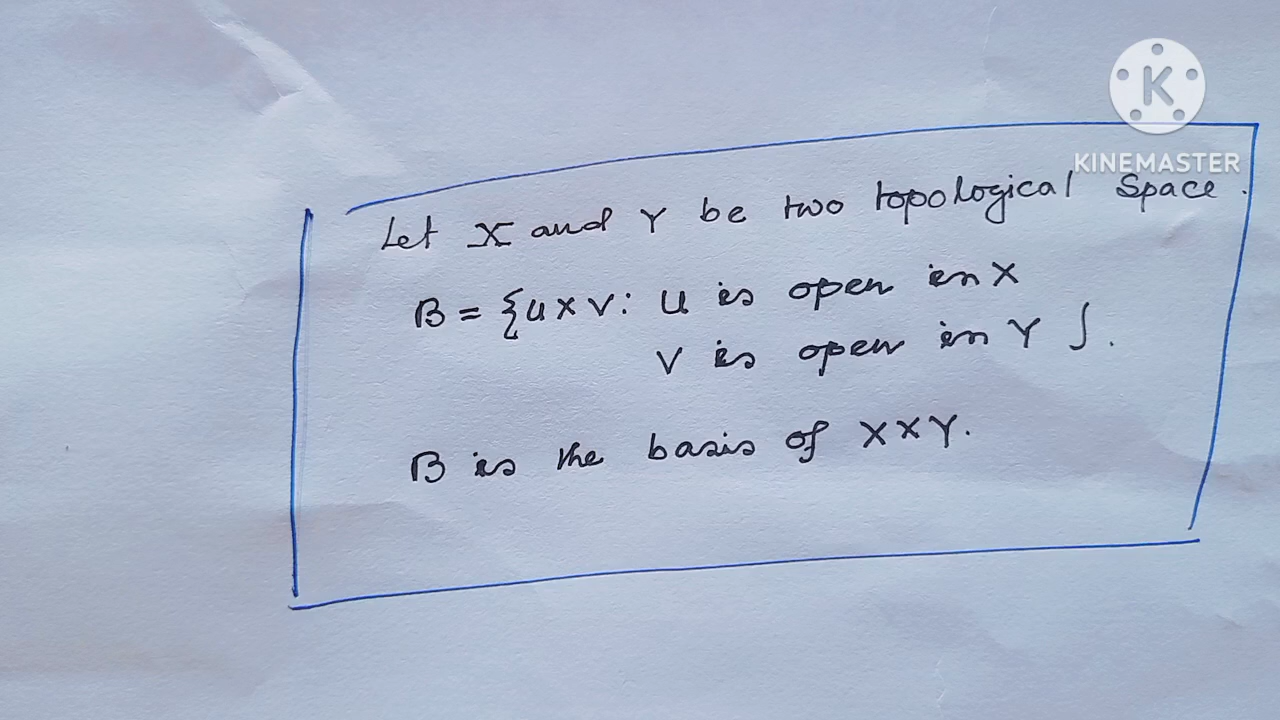 K
KINEMASTER
Let X and Y be two topological Space.
B = {U X V: U is open in X
V is open in Y }.
B is the basis of X X Y.